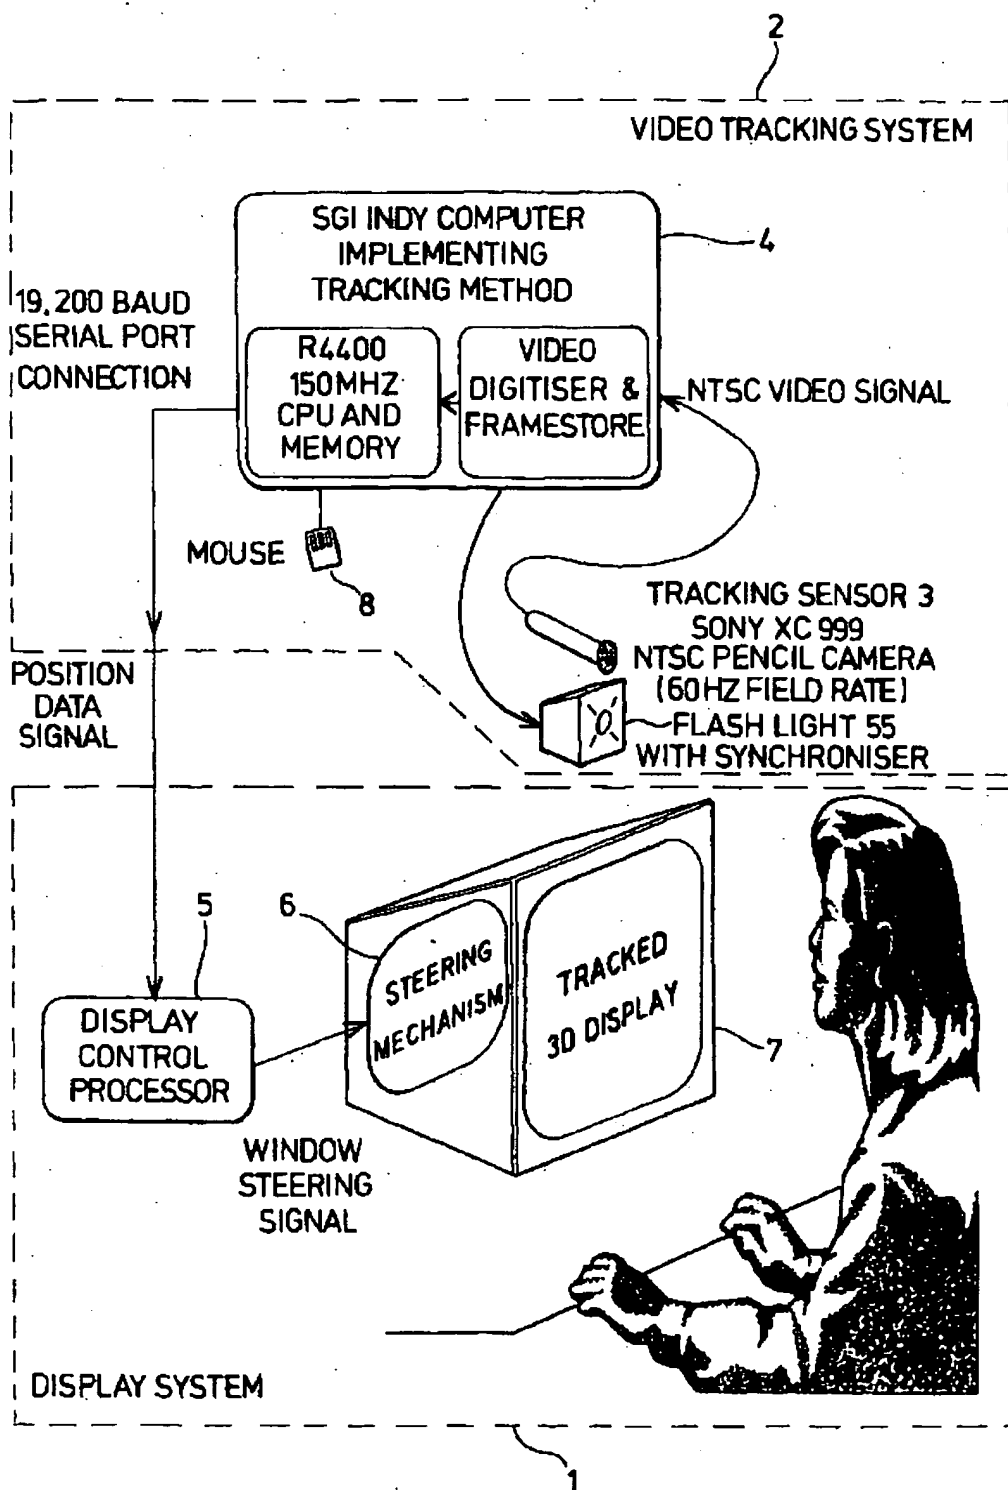 2
VIDEO TRACKING SYSTEM
SGI INDY COMPUTER
IMPLEMENTING
TRACKING METHOD
4
19,200 BAUD
SERIAL PORT
CONNECTION
R4400
150MHZ
CPU AND
MEMORY
VIDEO
DIGITISER &
FRAMESTORE
NTSC VIDEO SIGNAL
MOUSE
8
TRACKING SENSOR 3
SONY XC 999
NTSC PENCIL CAMERA
(60HZ FIELD RATE)
FLASH LIGHT 55
WITH SYNCHRONISER
POSITION
DATA
SIGNAL
5
6
DISPLAY
CONTROL
PROCESSOR
STEERING
MECHANISM
TRACKED
3D DISPLAY
7
WINDOW
STEERING
SIGNAL
DISPLAY SYSTEM
1